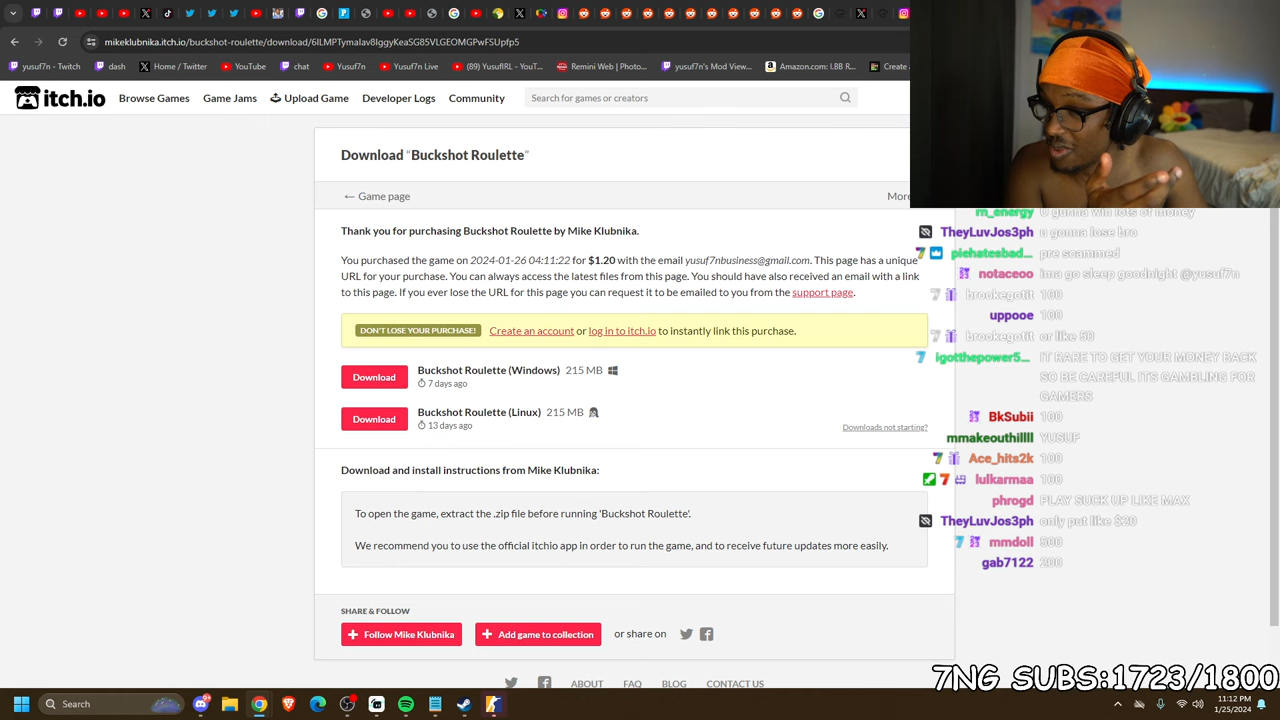 mikeklubnika.itch.io/buckshot-roulette/download/6ILMPTymaIav8IggyKeaSG85VLGEOMGPwFSUpfp5
yusuf7n - Twitch
dash
Home / Twitter
YouTube
chat
Yusuf7n
Yusuf7n Live
(89) YusufIRL - YouT...
Remini Web | Photo...
yusuf7n's Mod View...
Amazon.com: L8B R...
Create a
itch.io
Browse Games
Game Jams
Upload Game
Developer Logs
Community
Search for games or creators
Download “Buckshot Roulette”
← Game page
More
Thank you for purchasing Buckshot Roulette by Mike Klubnika.
You purchased the game on 2024-01-26 04:11:22 for $1.20 with the email yusuf7nbusiness@gmail.com. This page has a unique
URL for your purchase. You can always access the latest files from this page. You should have also received an email with a link
to this page. If you ever lose the URL for this page you can request it to be emailed to you from the support page.
DON'T LOSE YOUR PURCHASE! Create an account or log in to itch.io to instantly link this purchase.
Download Buckshot Roulette (Windows) 215 MB
7 days ago
Download Buckshot Roulette (Linux) 215 MB
13 days ago
Downloads not starting?
Download and install instructions from Mike Klubnika:
To open the game, extract the .zip file before running 'Buckshot Roulette'.
We recommend you to use the official itchio app in order to run the game, and to receive future updates more easily.
SHARE & FOLLOW
Follow Mike Klubnika
Add game to collection
or share on
ABOUT
FAQ
BLOG
CONTACT US
m_energy U gunna win lots of money
TheyLuvJos3ph u gonna lose bro
piehatesbad... pre scammed
notaceoo ima go sleep goodnight @yusuf7n
brookegotit 100
uppooe 100
brookegotit or like 50
igotthepower5... IT RARE TO GET YOUR MONEY BACK
SO BE CAREFUL ITS GAMBLING FOR
GAMERS
BkSubii 100
mmakeouthillll YUSUF
Ace_hits2k 100
lulkarmaa 100
phrogd PLAY SUCK UP LIKE MAX
TheyLuvJos3ph only put like $20
mmdoll 500
gab7122 200
7NG SUBS:1723/1800
Search
11:12 PM
1/25/2024